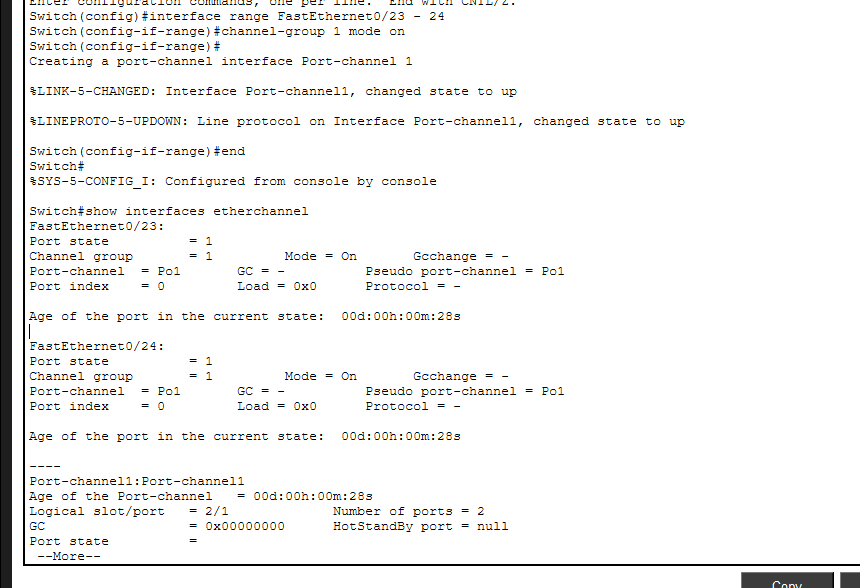 Enter configuration commands, one per line.  End with CNTL/Z.
Switch(config)#interface range FastEthernet0/23 - 24
Switch(config-if-range)#channel-group 1 mode on
Switch(config-if-range)#
Creating a port-channel interface Port-channel 1
%LINK-5-CHANGED: Interface Port-channel1, changed state to up
%LINEPROTO-5-UPDOWN: Line protocol on Interface Port-channel1, changed state to up
Switch(config-if-range)#end
Switch#
%SYS-5-CONFIG_I: Configured from console by console
Switch#show interfaces etherchannel
FastEthernet0/23:
Port state          = 1
Channel group       = 1           Mode = On       Gcchange = -
Port-channel  = Po1       GC = -          Pseudo port-channel = Po1
Port index    = 0         Load = 0x0      Protocol = -
Age of the port in the current state:  00d:00h:00m:28s
FastEthernet0/24:
Port state          = 1
Channel group       = 1           Mode = On       Gcchange = -
Port-channel  = Po1       GC = -          Pseudo port-channel = Po1
Port index    = 0         Load = 0x0      Protocol = -
Age of the port in the current state:  00d:00h:00m:28s
----
Port-channel1:Port-channel1
Age of the Port-channel   = 00d:00h:00m:28s
Logical slot/port   = 2/1             Number of ports = 2
GC                  = 0x00000000      HotStandBy port = null
Port state          =
--More--
Copy